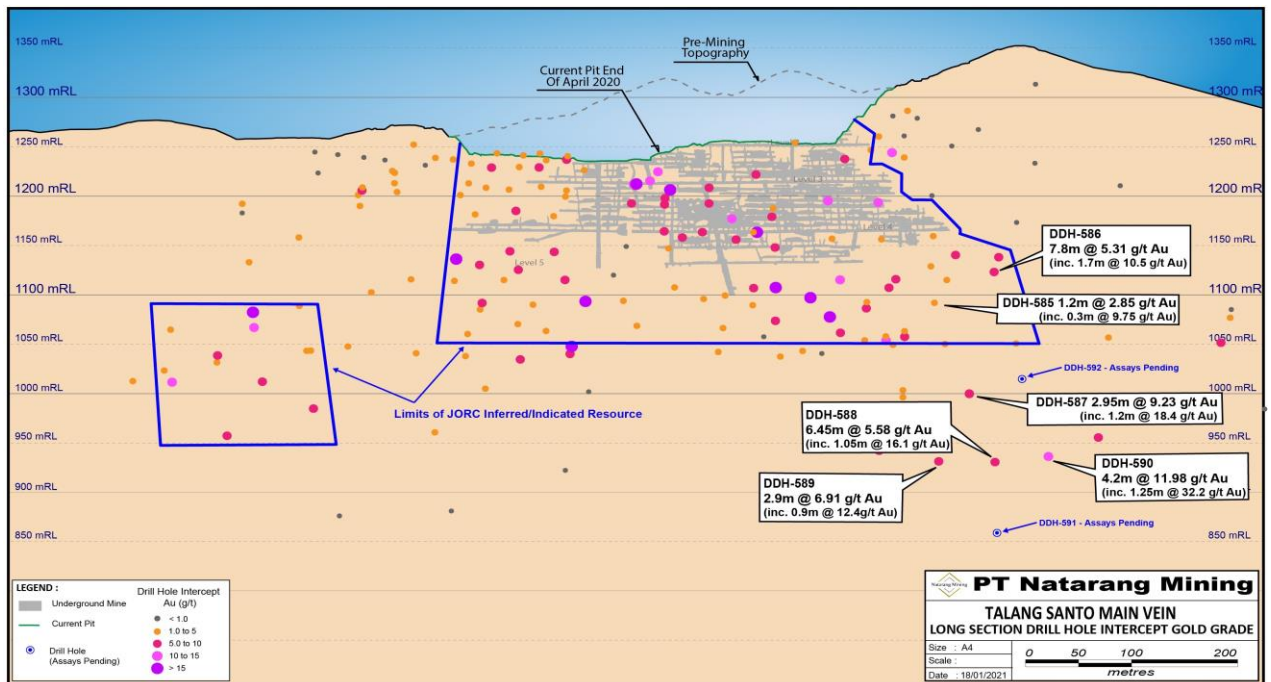 1350 mRL
1350 mRL
Pre-Mining
Topography
Current Pit End
Of April 2020
1300 mRL
1300 mRL
1250 mRL
1250 mRL
1200 mRL
1200 mRL
1150 mRL
1150 mRL
DDH-586
7.8m @ 5.31 g/t Au
(inc. 1.7m @ 10.5 g/t Au)
Level 5
1100 mRL
1100 mRL
DDH-585 1.2m @ 2.85 g/t Au
(inc. 0.3m @ 9.75 g/t Au)
1050 mRL
1050 mRL
DDH-592 - Assays Pending
1000 mRL
1000 mRL
Limits of JORC Inferred/Indicated Resource
DDH-587 2.95m @ 9.23 g/t Au
(inc. 1.2m @ 18.4 g/t Au)
DDH-588
6.45m @ 5.58 g/t Au
(inc. 1.05m @ 16.1 g/t Au)
950 mRL
950 mRL
DDH-590
4.2m @ 11.98 g/t Au
(inc. 1.25m @ 32.2 g/t Au)
DDH-589
2.9m @ 6.91 g/t Au
(inc. 0.9m @ 12.4g/t Au)
900 mRL
900 mRL
DDH-591 - Assays Pending
850 mRL
850 mRL
LEGEND :
Underground Mine
Current Pit
Drill Hole
(Assays Pending)
Drill Hole Intercept
Au (g/t)
< 1.0
1.0 to 5
5.0 to 10
10 to 15
> 15
Natarang Mining
PT Natarang Mining
TALANG SANTO MAIN VEIN
LONG SECTION DRILL HOLE INTERCEPT GOLD GRADE
Size : A4
Scale :
Date : 18/01/2021
0 50 100 200
metres